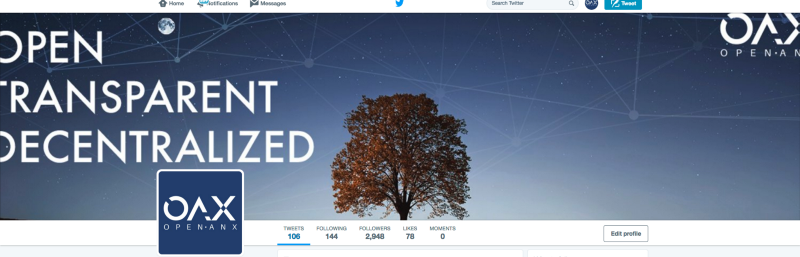 Home Notifications Messages Search Twitter OAX Tweet
OPEN
TRANSPARENT
DECENTRALIZED
OAX
OPEN·AN
OAX
OPEN·ANX
TWEETS FOLLOWING FOLLOWERS LIKES MOMENTS
106 144 2,948 78 0
Edit profile